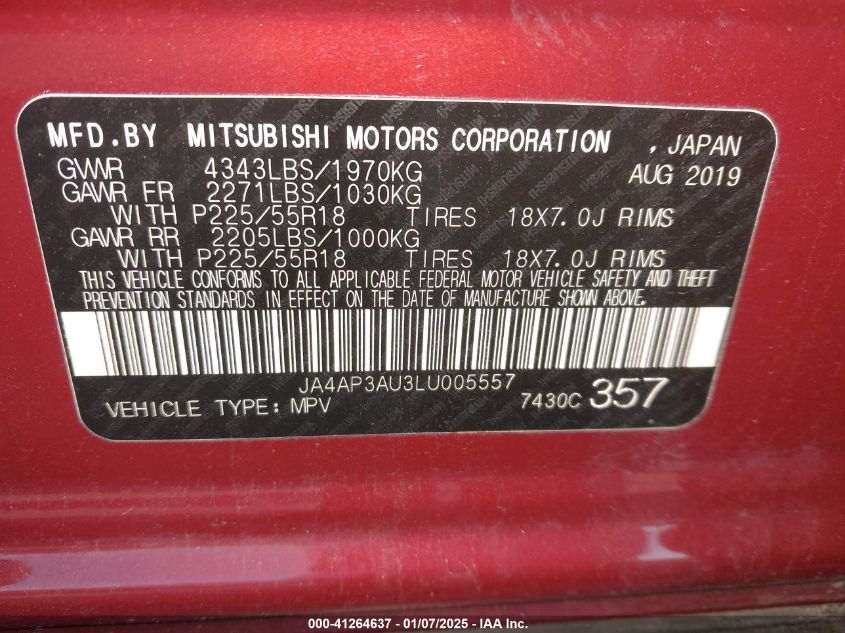 MFD.BY MITSUBISHI MOTORS CORPORATION , JAPAN
GVWR 4343LBS/1970KG AUG 2019
GAWR FR 2271LBS/1030KG
WITH P225/55R18 TIRES 18X7.0J RIMS
GAWR RR 2205LBS/1000KG
WITH P225/55R18 TIRES 18X7.0J RIMS
THIS VEHICLE CONFORMS TO ALL APPLICABLE FEDERAL MOTOR VEHICLE SAFETY AND THEFT
PREVENTION STANDARDS IN EFFECT ON THE DATE OF MANUFACTURE SHOWN ABOVE.
JA4AP3AU3LU005557
VEHICLE TYPE: MPV 7430C 357
000-41264637 - 01/07/2025 - IAA Inc.